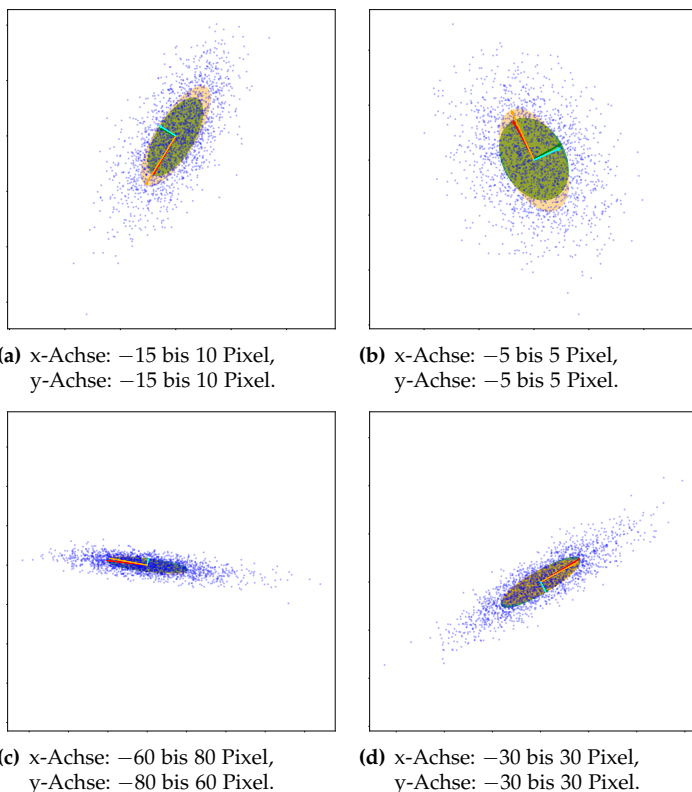 (a) x-Achse: −15 bis 10 Pixel,
y-Achse: −15 bis 10 Pixel.
(b) x-Achse: −5 bis 5 Pixel,
y-Achse: −5 bis 5 Pixel.
(c) x-Achse: −60 bis 80 Pixel,
y-Achse: −80 bis 60 Pixel.
(d) x-Achse: −30 bis 30 Pixel,
y-Achse: −30 bis 30 Pixel.